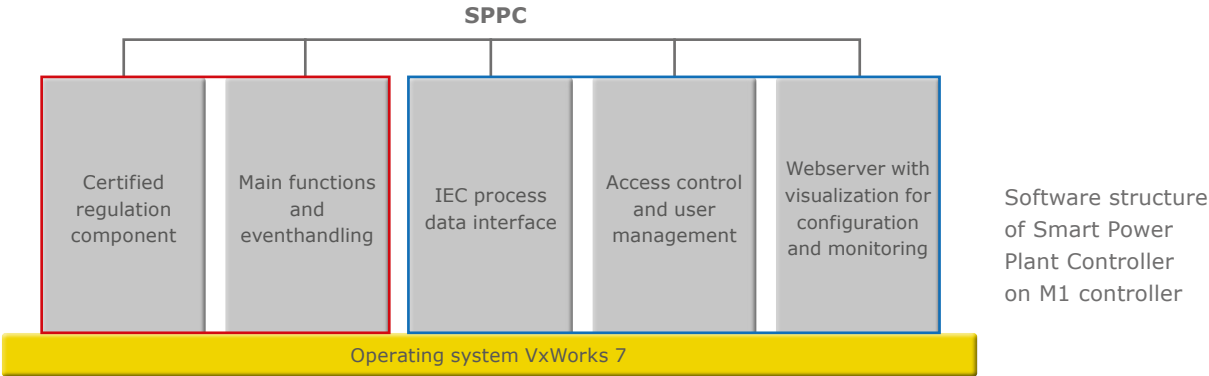 SPPC
Certified
regulation
component
Main functions
and
eventhandling
IEC process
data interface
Access control
and user
management
Webserver with
visualization for
configuration
and monitoring
Software structure
of Smart Power
Plant Controller
on M1 controller
Operating system VxWorks 7